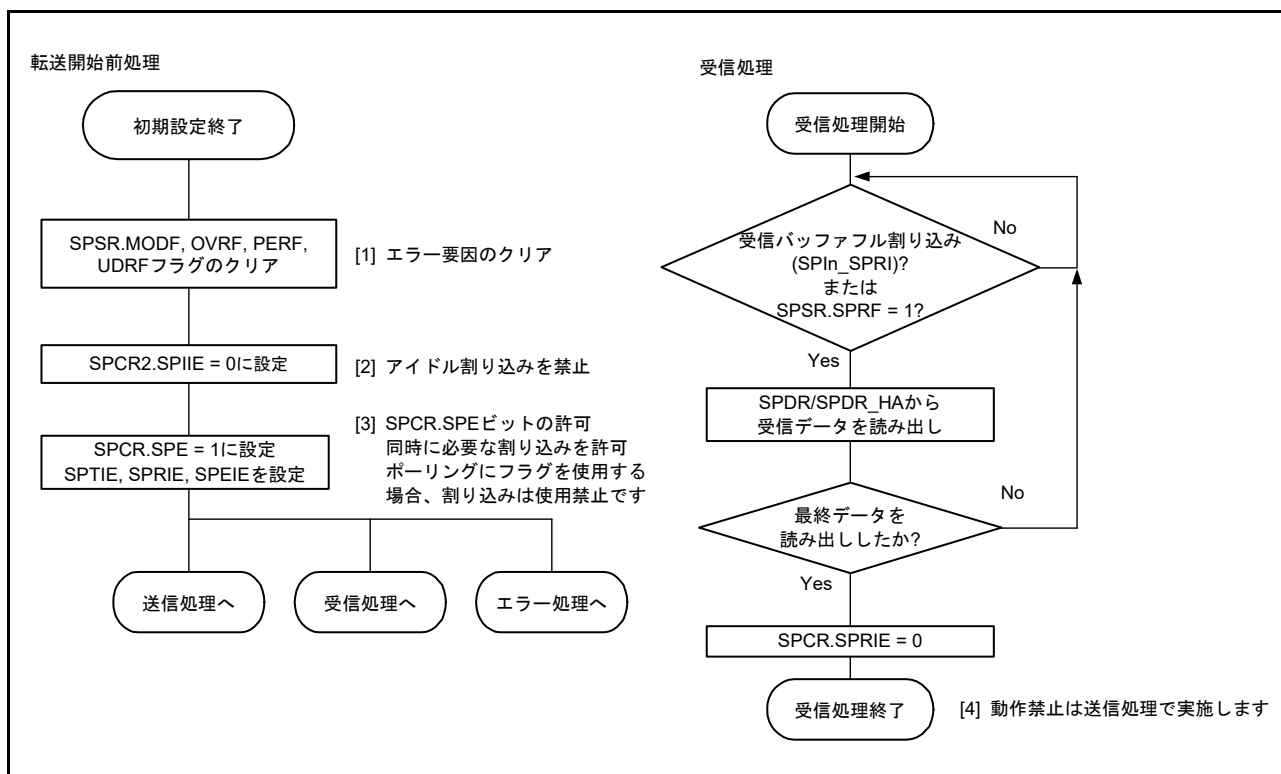 転送開始前処理
初期設定終了
SPSR.MODF, OVRF, PERF,
UDRFフラグのクリア
[1] エラー要因のクリア
SPCR2.SPIIE = 0に設定
[2] アイドル割り込みを禁止
SPCR.SPE = 1に設定
SPTIE, SPRIE, SPEIEを設定
[3] SPCR.SPEビットの許可
同時に必要な割り込みを許可
ポーリングにフラグを使用する
場合、割り込みは使用禁止です
送信処理へ
受信処理へ
エラー処理へ
受信処理
受信処理開始
受信バッファフル割り込み
(SPIn_SPRI)?
または
SPSR.SPRF = 1?
No
Yes
SPDR/SPDR_HAから
受信データを読み出し
最終データを
読み出ししたか?
No
Yes
SPCR.SPRIE = 0
受信処理終了
[4] 動作禁止は送信処理で実施します